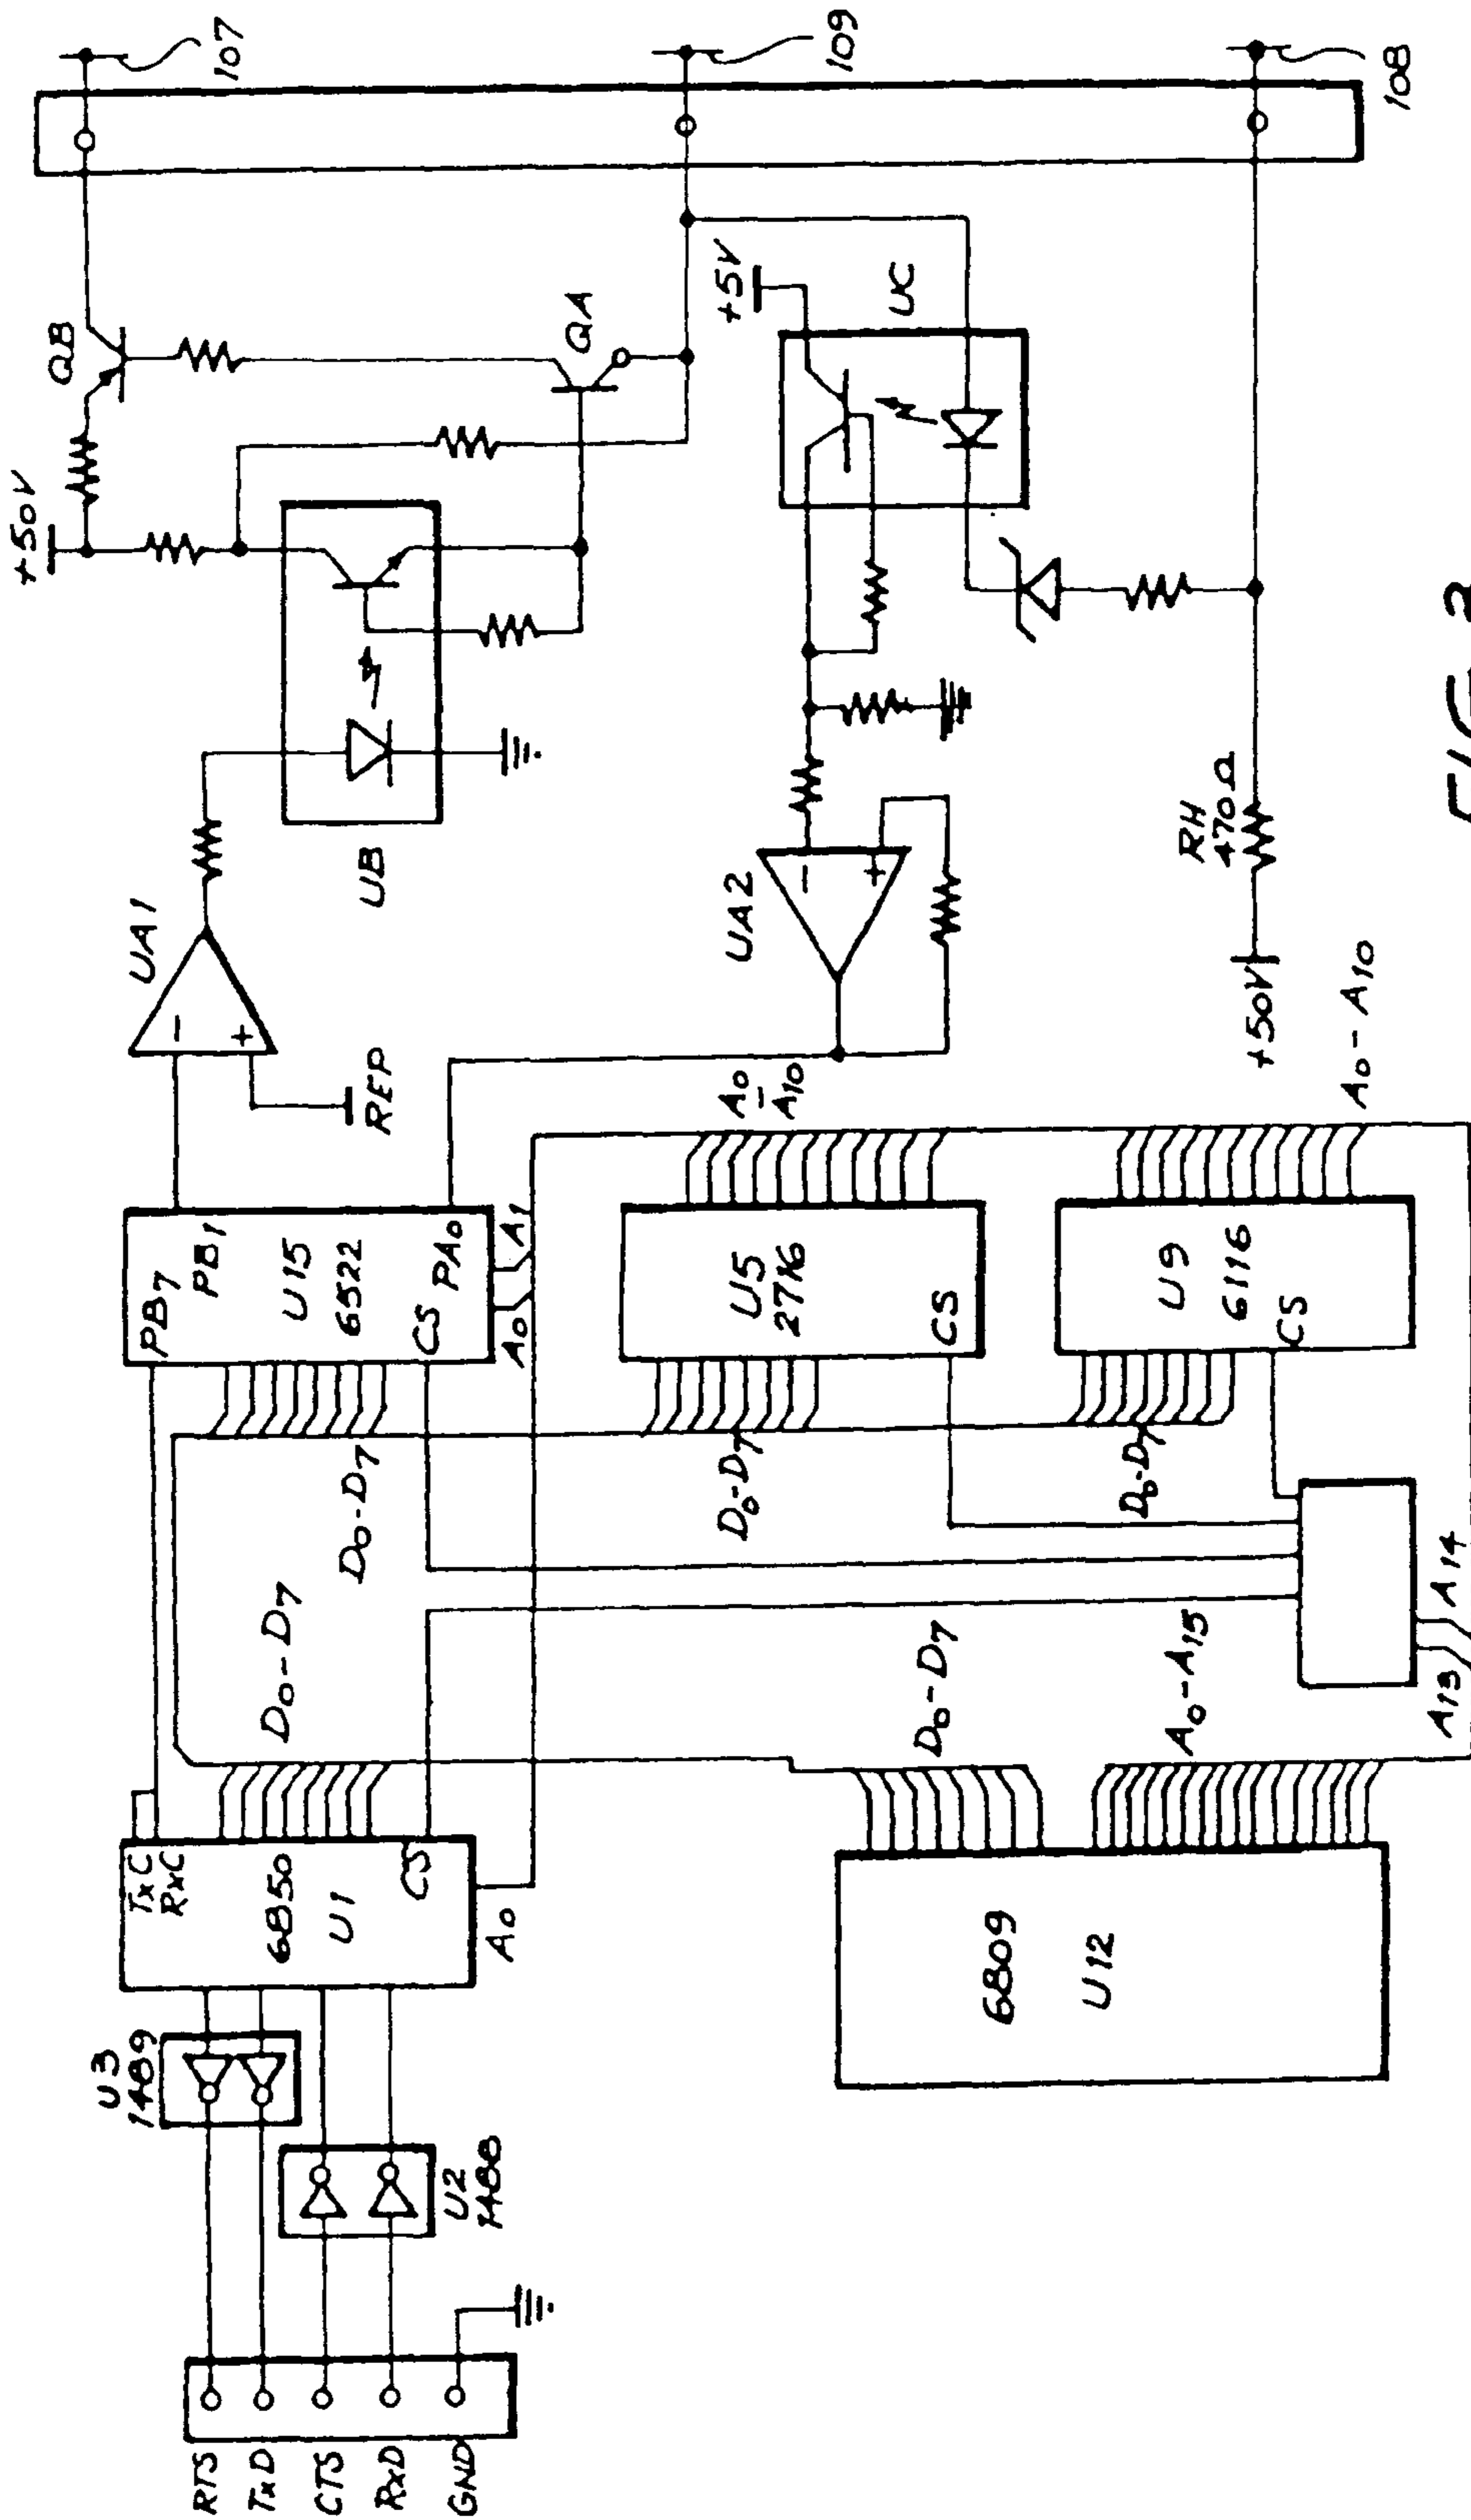 RTS
TxD
CTS
RxD
GND
U3
1489
U2
1488
TxC
RxC
6850
U1
CS
A0
6809
U12
D0-D7
D0-D7
D0-D7
A0-A15
A13
A14
PB7
PB1
U15
6522
CS
PA0
A0
A1
D0-D7
U5
2716
CS
A0-A10
D0-D7
U9
6116
CS
A0-A10
UA1
REF
UB
+50V
QB
QA
107
109
+5V
UC
UA2
RH
470Ω
+50V
108